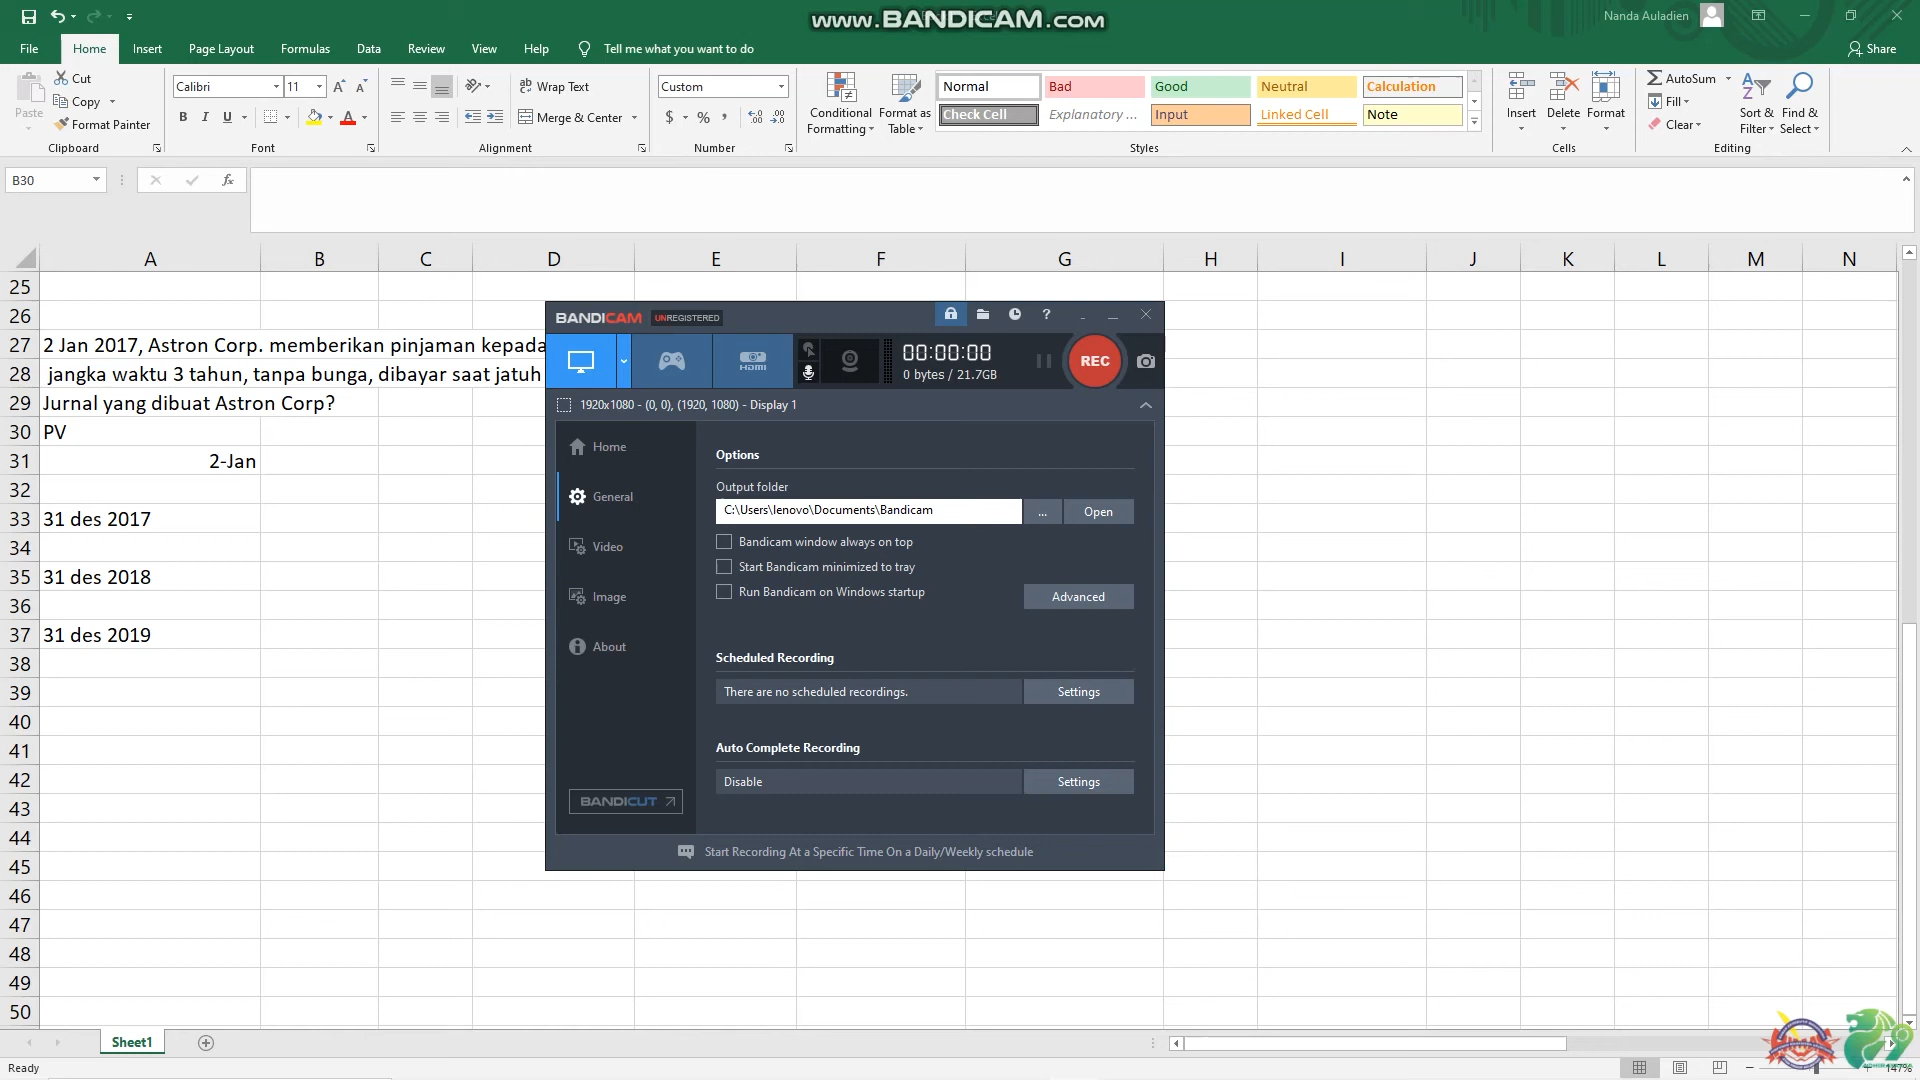 www.BANDICAM.com
Nanda Auladien
File Home Insert Page Layout Formulas Data Review View Help Tell me what you want to do Share
Paste
Cut
Copy
Format Painter
Clipboard
Calibri 11
B I U
Font
Wrap Text
Merge & Center
Alignment
Custom
$ % ,
Number
Conditional Formatting
Format as Table
Normal Bad Good Neutral Calculation
Check Cell Explanatory ... Input Linked Cell Note
Styles
Insert Delete Format
Cells
AutoSum
Fill
Clear
Sort & Filter
Find & Select
Editing
B30
fx
A B C D E F G H I J K L M N
25
26
27 2 Jan 2017, Astron Corp. memberikan pinjaman kepada
28 jangka waktu 3 tahun, tanpa bunga, dibayar saat jatuh
29 Jurnal yang dibuat Astron Corp?
30 PV
31 2-Jan
32
33 31 des 2017
34
35 31 des 2018
36
37 31 des 2019
38
39
40
41
42
43
44
45
46
47
48
49
50
BANDICAM UNREGISTERED
?
HDMI
00:00:00
0 bytes / 21.7GB
REC
1920x1080 - (0, 0), (1920, 1080) - Display 1
Home
General
Video
Image
About
BANDICUT
Options
Output folder
C:\Users\lenovo\Documents\Bandicam ... Open
Bandicam window always on top
Start Bandicam minimized to tray
Run Bandicam on Windows startup
Advanced
Scheduled Recording
There are no scheduled recordings. Settings
Auto Complete Recording
Disable Settings
Start Recording At a Specific Time On a Daily/Weekly schedule
Sheet1
Ready
147%